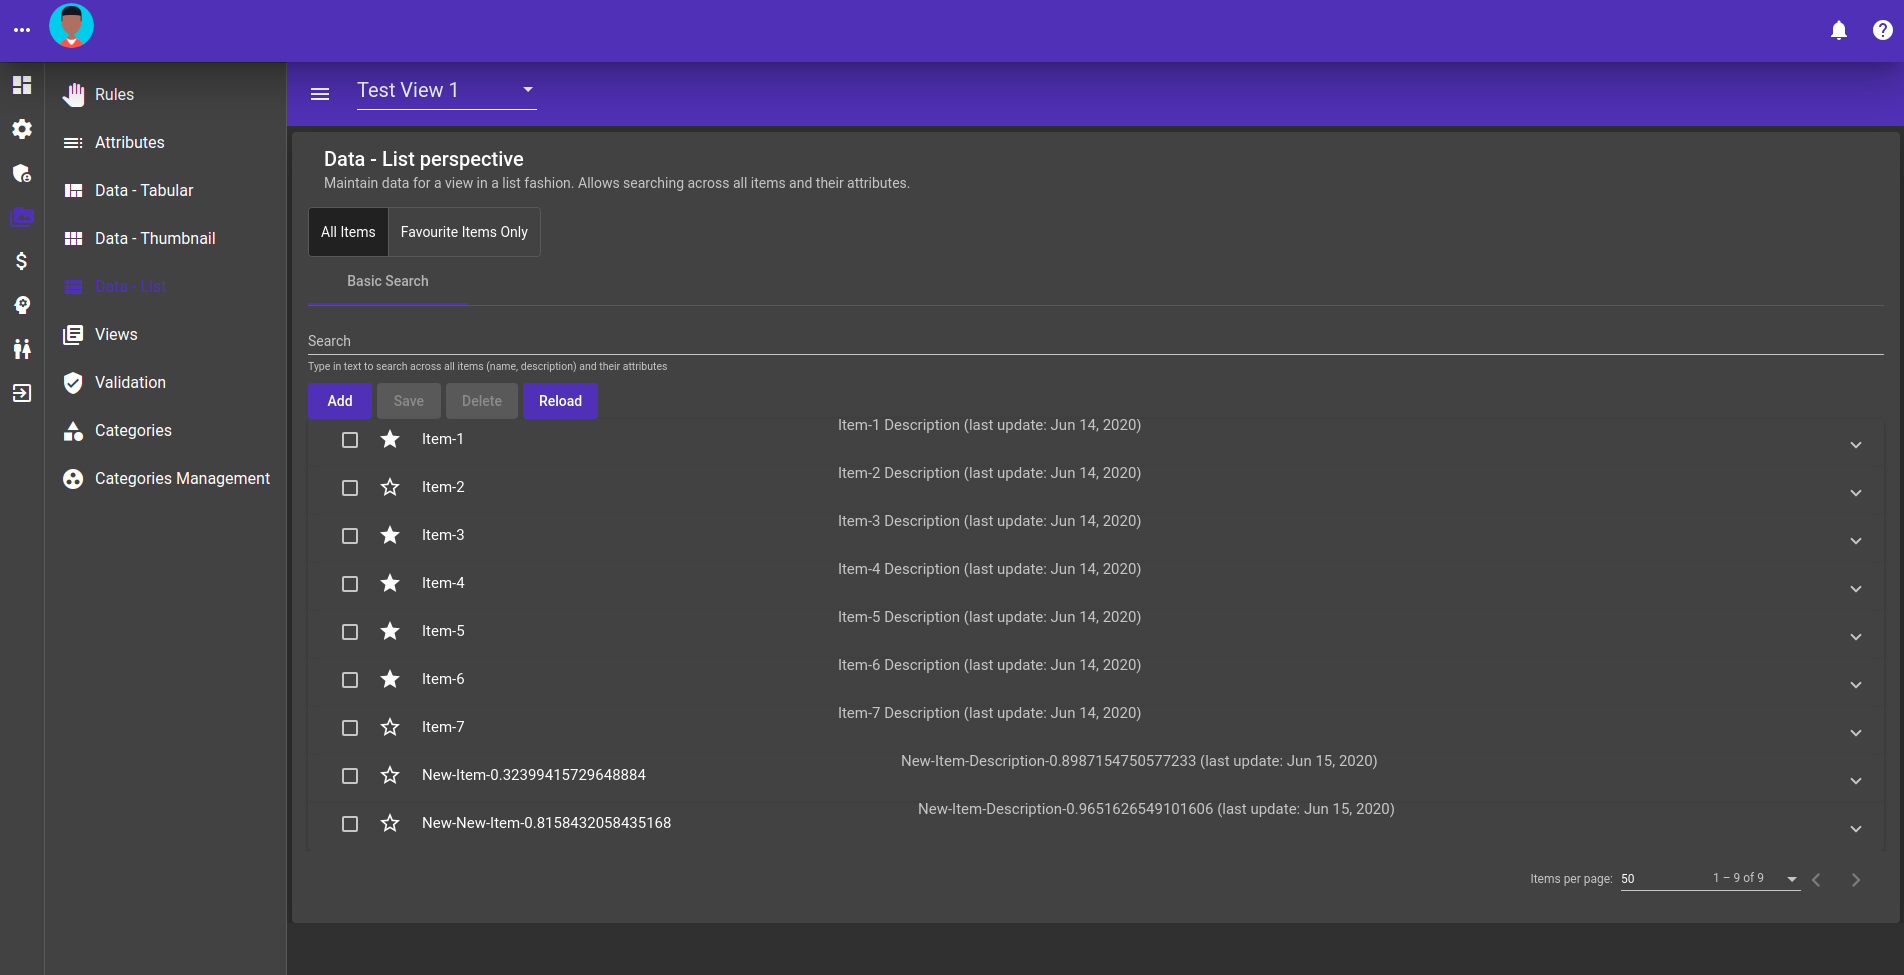 Test View 1
Rules
Attributes
Data - Tabular
Data - Thumbnail
Data - List
Views
Validation
Categories
Categories Management
Data - List perspective
Maintain data for a view in a list fashion. Allows searching across all items and their attributes.
All Items Favourite Items Only
Basic Search
Search
Type in text to search across all items (name, description) and their attributes
Add Save Delete Reload
Item-1 Item-1 Description (last update: Jun 14, 2020)
Item-2 Item-2 Description (last update: Jun 14, 2020)
Item-3 Item-3 Description (last update: Jun 14, 2020)
Item-4 Item-4 Description (last update: Jun 14, 2020)
Item-5 Item-5 Description (last update: Jun 14, 2020)
Item-6 Item-6 Description (last update: Jun 14, 2020)
Item-7 Item-7 Description (last update: Jun 14, 2020)
New-Item-0.32399415729648884 New-Item-Description-0.8987154750577233 (last update: Jun 15, 2020)
New-New-Item-0.8158432058435168 New-Item-Description-0.9651626549101606 (last update: Jun 15, 2020)
Items per page: 50 1 – 9 of 9